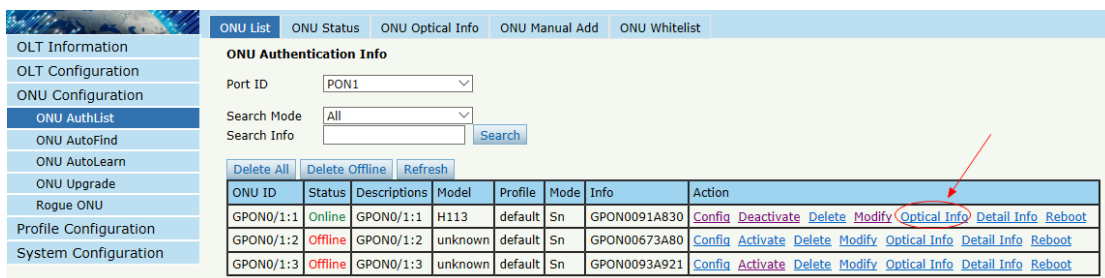 ONU List ONU Status ONU Optical Info ONU Manual Add ONU Whitelist
OLT Information
OLT Configuration
ONU Configuration
ONU AuthList
ONU AutoFind
ONU AutoLearn
ONU Upgrade
Rogue ONU
Profile Configuration
System Configuration
ONU Authentication Info
Port ID PON1
Search Mode All
Search Info Search
Delete All Delete Offline Refresh
ONU ID Status Descriptions Model Profile Mode Info Action
GPON0/1:1 Online GPON0/1:1 H113 default Sn GPON0091A830 Config Deactivate Delete Modify Optical Info Detail Info Reboot
GPON0/1:2 Offline GPON0/1:2 unknown default Sn GPON00673A80 Config Activate Delete Modify Optical Info Detail Info Reboot
GPON0/1:3 Offline GPON0/1:3 unknown default Sn GPON0093A921 Config Activate Delete Modify Optical Info Detail Info Reboot